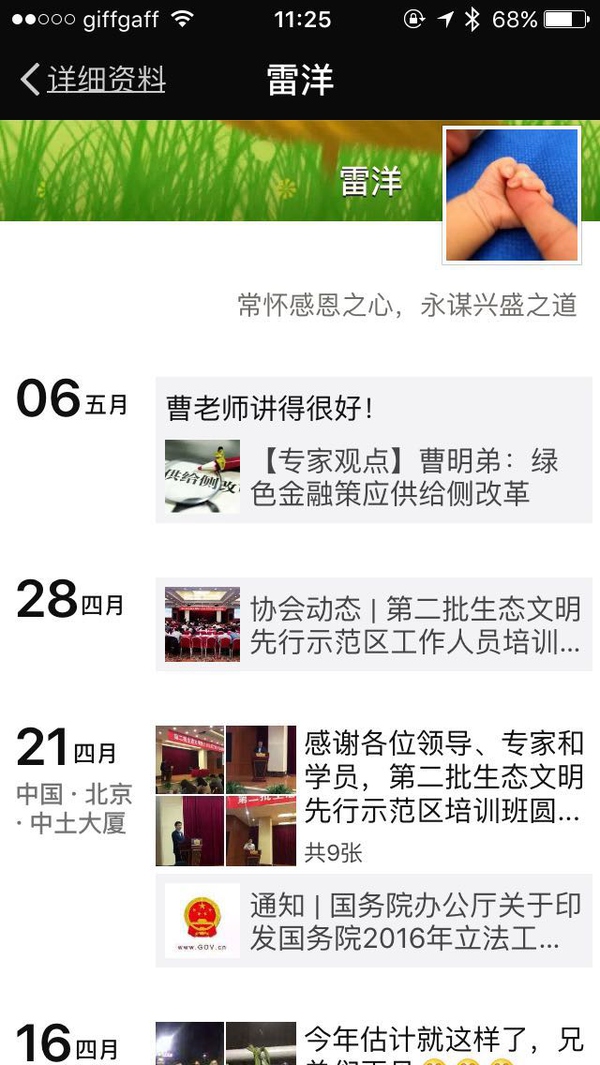 giffgaff 11:25 68%
详细资料 雷洋
雷洋
常怀感恩之心，永谋兴盛之道
06五月
曹老师讲得很好！
供给侧改
【专家观点】曹明弟：绿
色金融策应供给侧改革
28四月
协会动态 | 第二批生态文明
先行示范区工作人员培训...
21四月
中国 · 北京
· 中土大厦
感谢各位领导、专家和
学员，第二批生态文明
先行示范区培训班圆...
共9张
www.GOV.cn
通知 | 国务院办公厅关于印
发国务院2016年立法工...
16四月
今年估计就这样了，兄